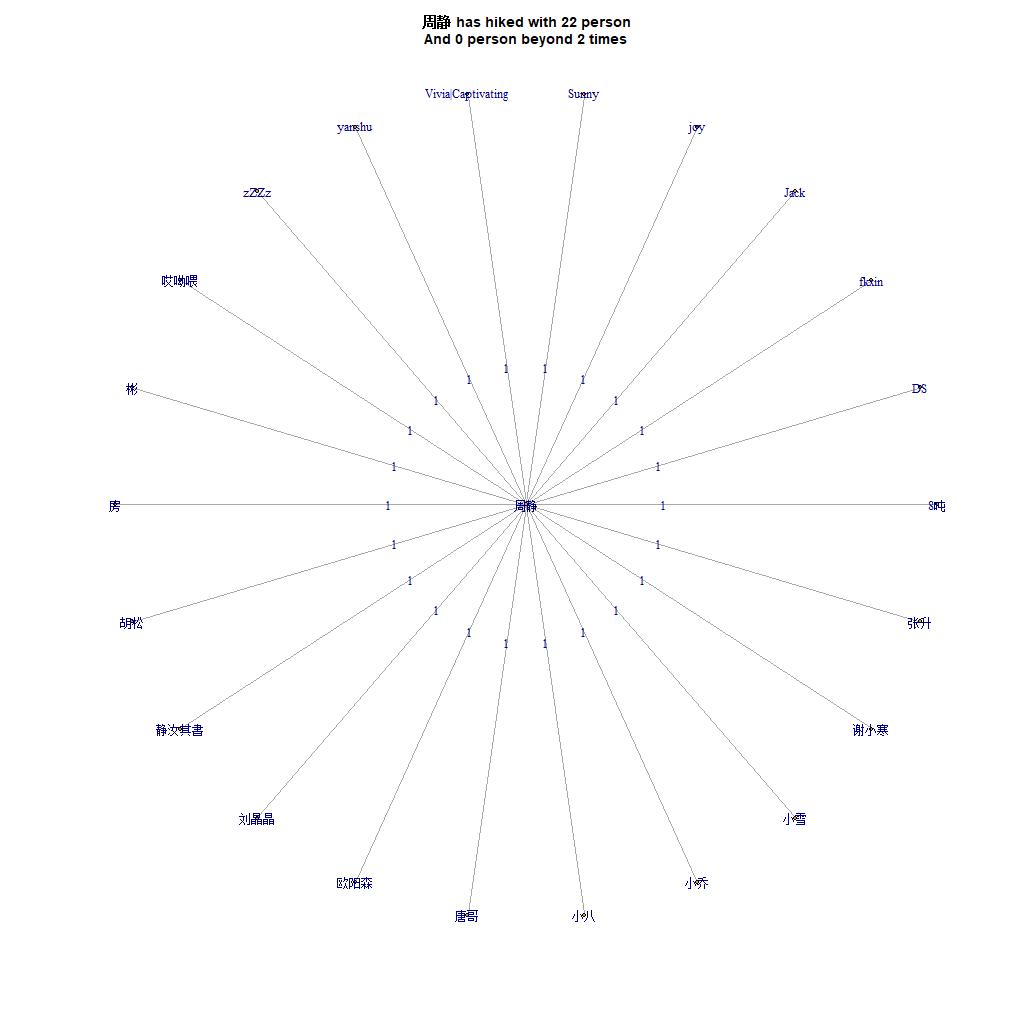 周静 has hiked with 22 person
And 0 person beyond 2 times
Vivia|Captivating
Sunny
yanshu
joy
zZZz
Jack
哎呦喂
fkxin
彬
DS
1
1
1
1
1
1
1
1
1
1
房
1
周静
1
8吨
1
1
胡松
张升
1
1
1
1
1
1
1
1
静汝其書
谢小寒
刘晶晶
小雪
欧阳森
小乔
唐哥
小八